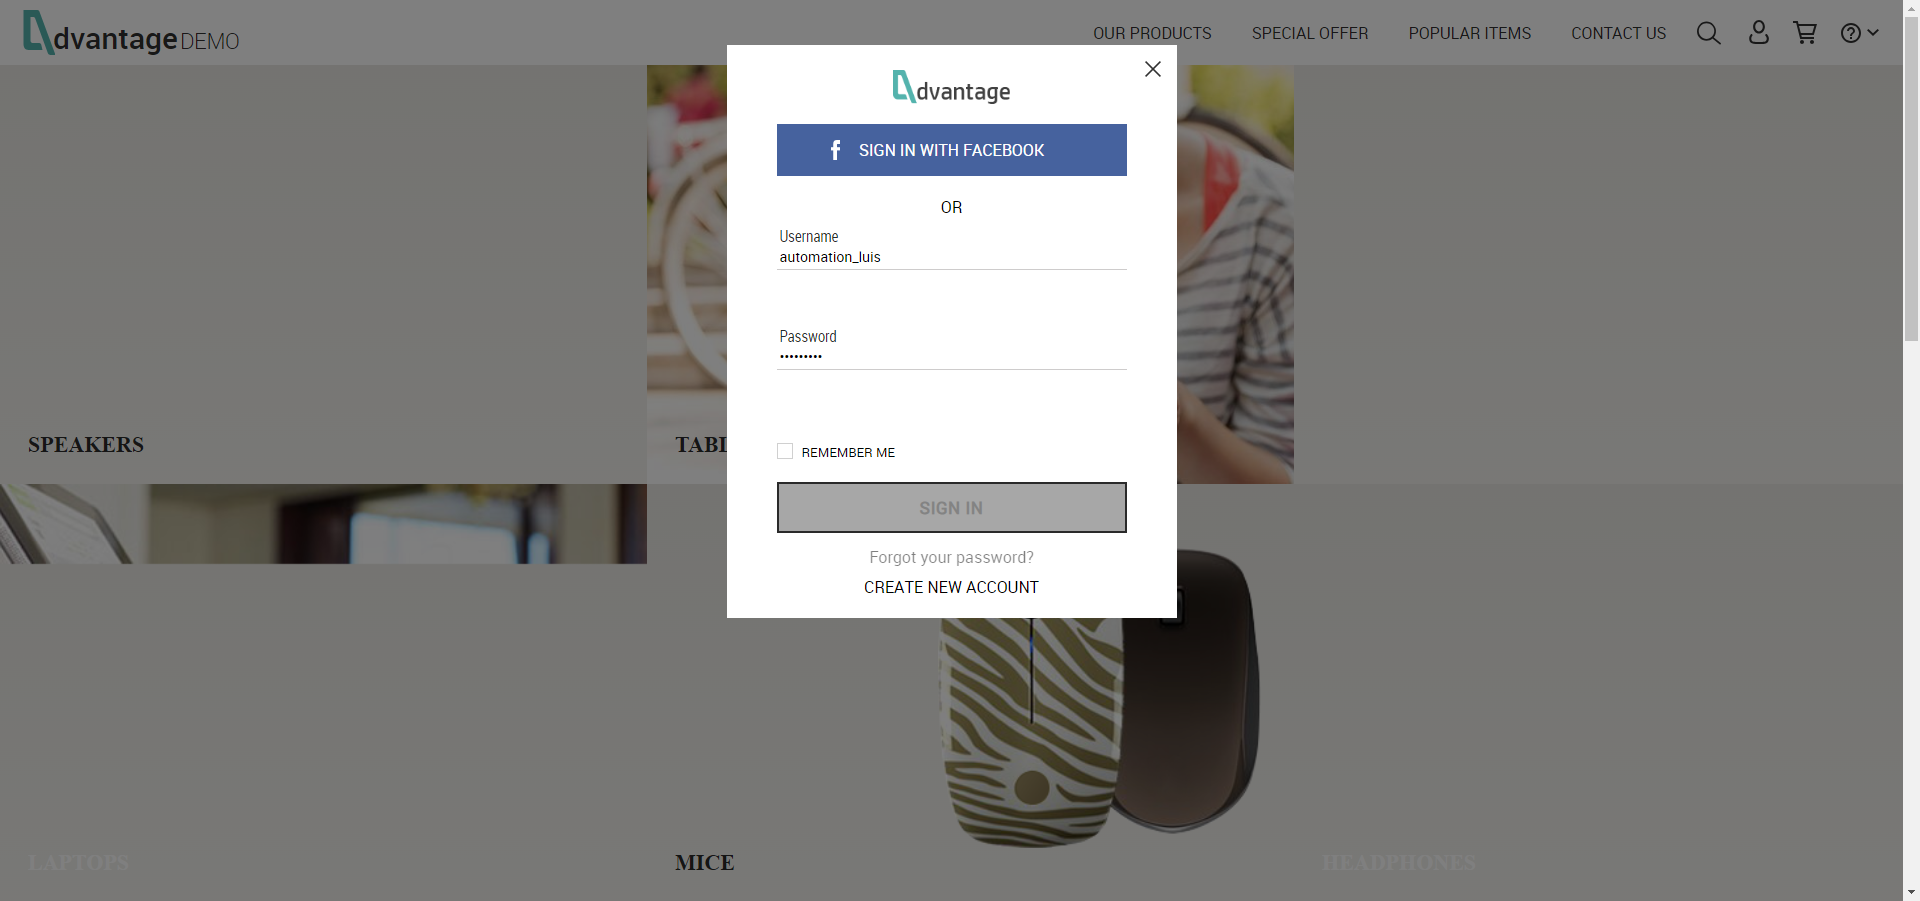 dvantage DEMO
OUR PRODUCTS
SPECIAL OFFER
POPULAR ITEMS
CONTACT US
dvantage
SIGN IN WITH FACEBOOK
OR
Username
automation_luis
Password
•••••••••
REMEMBER ME
SIGN IN
Forgot your password?
CREATE NEW ACCOUNT
SPEAKERS
TABL
LAPTOPS
MICE
HEADPHONES